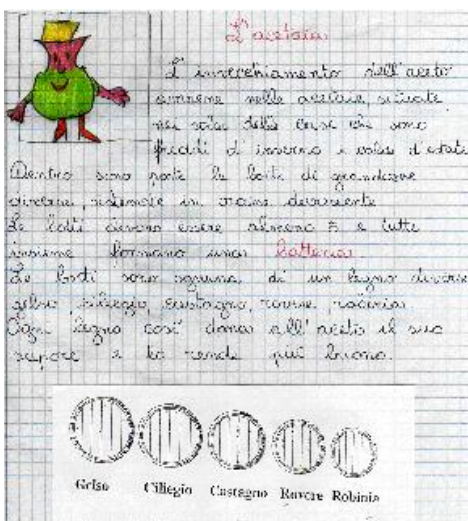 L'acetaia
L'invecchiamento dell'aceto
avviene nelle acetaie, situate
nei solai delle case che sono
freddi d'inverno e caldi d'estate
Dentro sono poste le botti di grandezze
diverse, sistemate in ordine decrescente
Le botti devono essere almeno 5 e tutte
insieme formano una batteria
Le botti sono ognuna di un legno diverso
gelso, ciliegio, castagno, rovere, robinia.
Ogni legno così dona all'aceto il suo
sapore e lo rende più buono.
Gelso Ciliegio Castagno Rovere Robinia